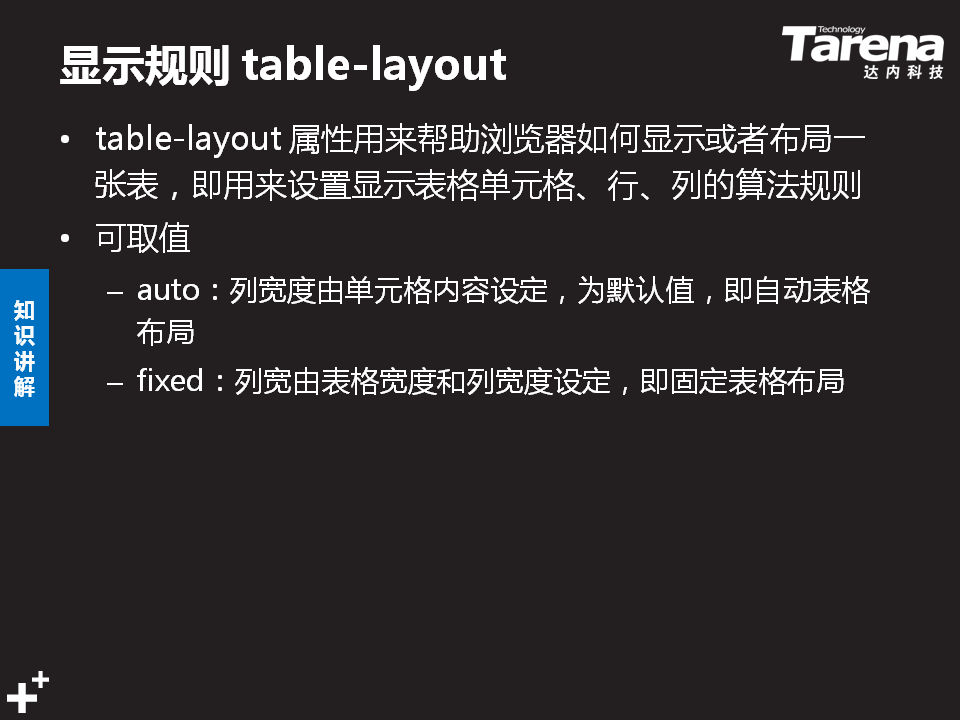 显示规则 table-layout
Technology
Tarena
达内科技
• table-layout 属性用来帮助浏览器如何显示或者布局一
张表，即用来设置显示表格单元格、行、列的算法规则
• 可取值
– auto：列宽度由单元格内容设定，为默认值，即自动表格
布局
– fixed：列宽由表格宽度和列宽度设定，即固定表格布局
知识讲解